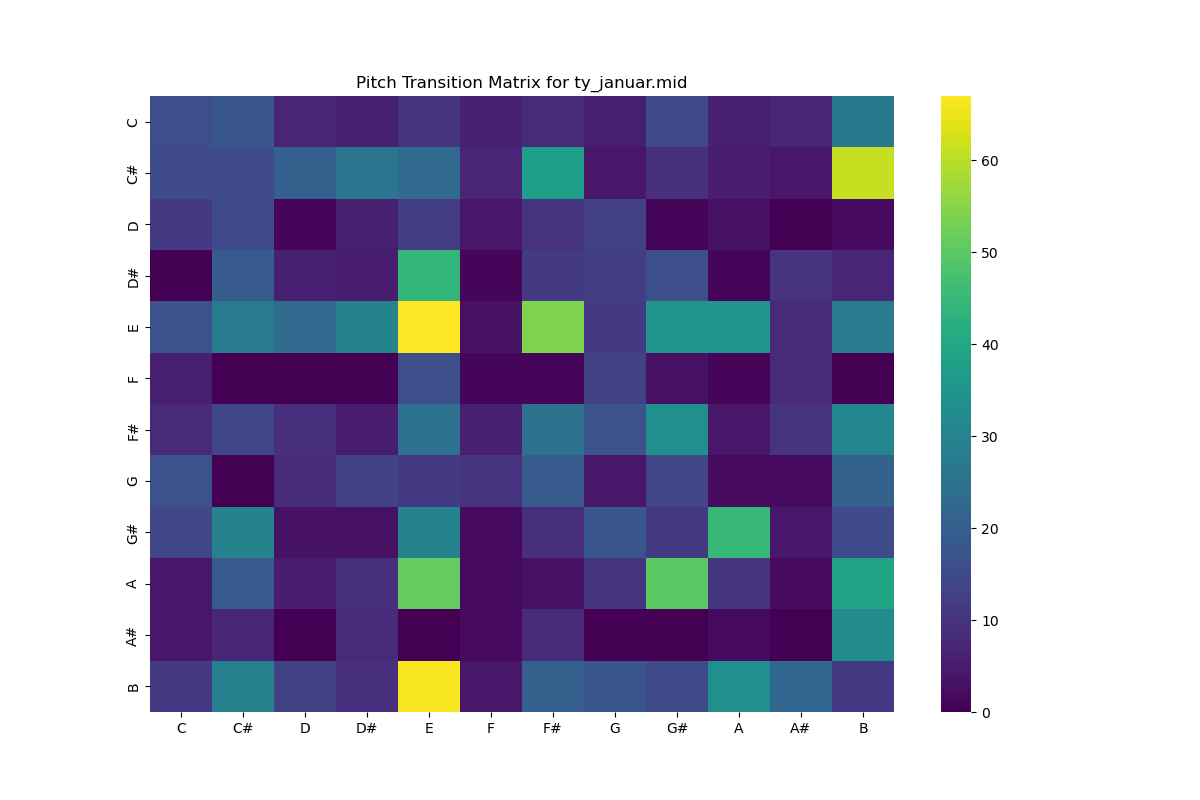 Pitch Transition Matrix for ty_januar.mid
C
C#
D
D#
E
F
F#
G
G#
A
A#
B
C C# D D# E F F# G G# A A# B
60
50
40
30
20
10
0